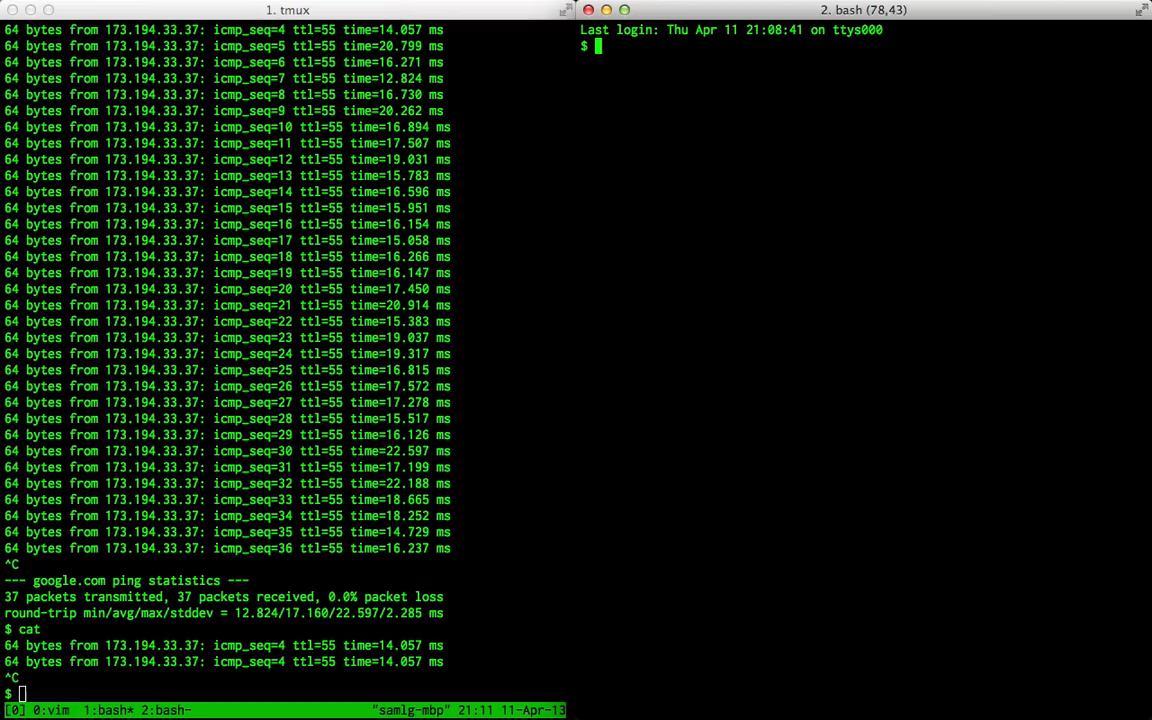 1. tmux
64 bytes from 173.194.33.37: icmp_seq=4 ttl=55 time=14.057 ms
64 bytes from 173.194.33.37: icmp_seq=5 ttl=55 time=20.799 ms
64 bytes from 173.194.33.37: icmp_seq=6 ttl=55 time=16.271 ms
64 bytes from 173.194.33.37: icmp_seq=7 ttl=55 time=12.824 ms
64 bytes from 173.194.33.37: icmp_seq=8 ttl=55 time=16.730 ms
64 bytes from 173.194.33.37: icmp_seq=9 ttl=55 time=20.262 ms
64 bytes from 173.194.33.37: icmp_seq=10 ttl=55 time=16.894 ms
64 bytes from 173.194.33.37: icmp_seq=11 ttl=55 time=17.507 ms
64 bytes from 173.194.33.37: icmp_seq=12 ttl=55 time=19.031 ms
64 bytes from 173.194.33.37: icmp_seq=13 ttl=55 time=15.783 ms
64 bytes from 173.194.33.37: icmp_seq=14 ttl=55 time=16.596 ms
64 bytes from 173.194.33.37: icmp_seq=15 ttl=55 time=15.951 ms
64 bytes from 173.194.33.37: icmp_seq=16 ttl=55 time=16.154 ms
64 bytes from 173.194.33.37: icmp_seq=17 ttl=55 time=15.058 ms
64 bytes from 173.194.33.37: icmp_seq=18 ttl=55 time=16.266 ms
64 bytes from 173.194.33.37: icmp_seq=19 ttl=55 time=16.147 ms
64 bytes from 173.194.33.37: icmp_seq=20 ttl=55 time=17.450 ms
64 bytes from 173.194.33.37: icmp_seq=21 ttl=55 time=20.914 ms
64 bytes from 173.194.33.37: icmp_seq=22 ttl=55 time=15.383 ms
64 bytes from 173.194.33.37: icmp_seq=23 ttl=55 time=19.037 ms
64 bytes from 173.194.33.37: icmp_seq=24 ttl=55 time=19.317 ms
64 bytes from 173.194.33.37: icmp_seq=25 ttl=55 time=16.815 ms
64 bytes from 173.194.33.37: icmp_seq=26 ttl=55 time=17.572 ms
64 bytes from 173.194.33.37: icmp_seq=27 ttl=55 time=17.278 ms
64 bytes from 173.194.33.37: icmp_seq=28 ttl=55 time=15.517 ms
64 bytes from 173.194.33.37: icmp_seq=29 ttl=55 time=16.126 ms
64 bytes from 173.194.33.37: icmp_seq=30 ttl=55 time=22.597 ms
64 bytes from 173.194.33.37: icmp_seq=31 ttl=55 time=17.199 ms
64 bytes from 173.194.33.37: icmp_seq=32 ttl=55 time=22.188 ms
64 bytes from 173.194.33.37: icmp_seq=33 ttl=55 time=18.665 ms
64 bytes from 173.194.33.37: icmp_seq=34 ttl=55 time=18.252 ms
64 bytes from 173.194.33.37: icmp_seq=35 ttl=55 time=14.729 ms
64 bytes from 173.194.33.37: icmp_seq=36 ttl=55 time=16.237 ms
^C
--- google.com ping statistics ---
37 packets transmitted, 37 packets received, 0.0% packet loss
round-trip min/avg/max/stddev = 12.824/17.160/22.597/2.285 ms
$ cat
64 bytes from 173.194.33.37: icmp_seq=4 ttl=55 time=14.057 ms
64 bytes from 173.194.33.37: icmp_seq=4 ttl=55 time=14.057 ms
^C
$
[0] 0:vim  1:bash* 2:bash- "samlg-mbp" 21:11 11-Apr-13
2. bash (78,43)
Last login: Thu Apr 11 21:08:41 on ttys000
$